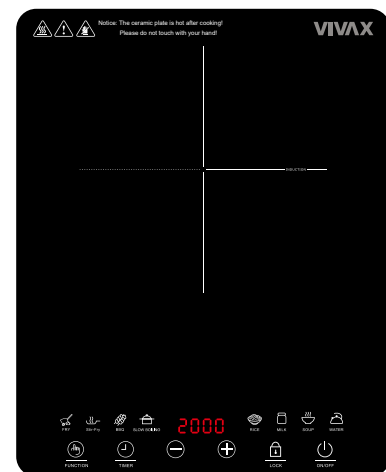 Notice: The ceramic plate is hot after cooking!
Please do not touch with your hand!
VIVAX
INDUCTION
FRY
Stir-Fry
BBQ
SLOW BOILING
2000
RICE
MILK
SOUP
WATER
FUNCTION
TIMER
LOCK
ON/OFF